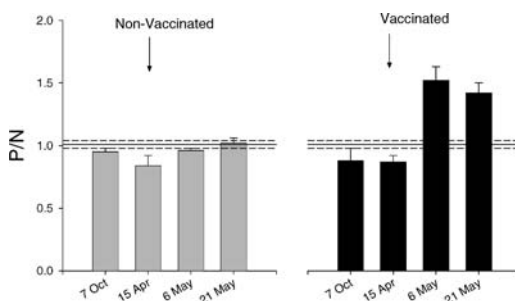 Non-Vaccinated
Vaccinated
2.0
1.5
1.0
0.5
0.0
P/N
7 Oct
15 Apr
6 May
21 May
7 Oct
15 Apr
6 May
21 May